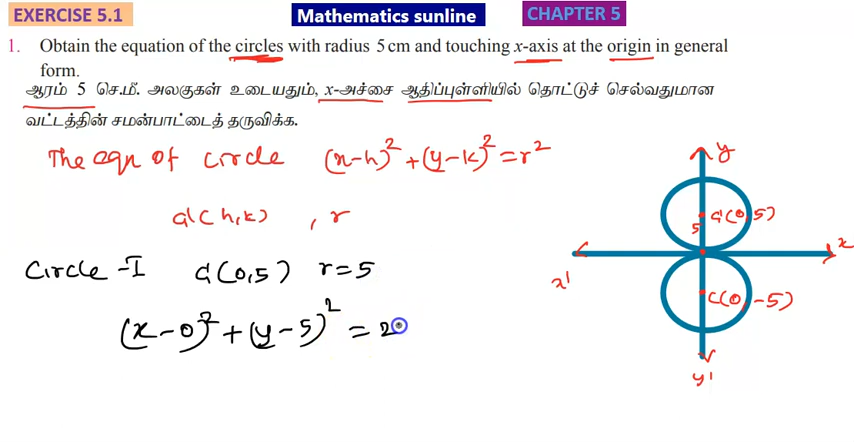 EXERCISE 5.1 Mathematics sunline CHAPTER 5
1. Obtain the equation of the circles with radius 5 cm and touching x-axis at the origin in general
form.
ஆரம் 5 செ.மீ. அலகுகள் உடையதும், x-அச்சை ஆதிப்புள்ளியில் தொட்டுச் செல்வதுமான
வட்டத்தின் சமன்பாட்டைத் தருவிக்க.
The eqn of circle (x-h)² + (y-k)² = r²
C(h,k) , r
Circle -I C(0,5) r=5
(x-0)² + (y-5)² = 2
y
C(0,5)
5
x
x'
C(0,-5)
y'